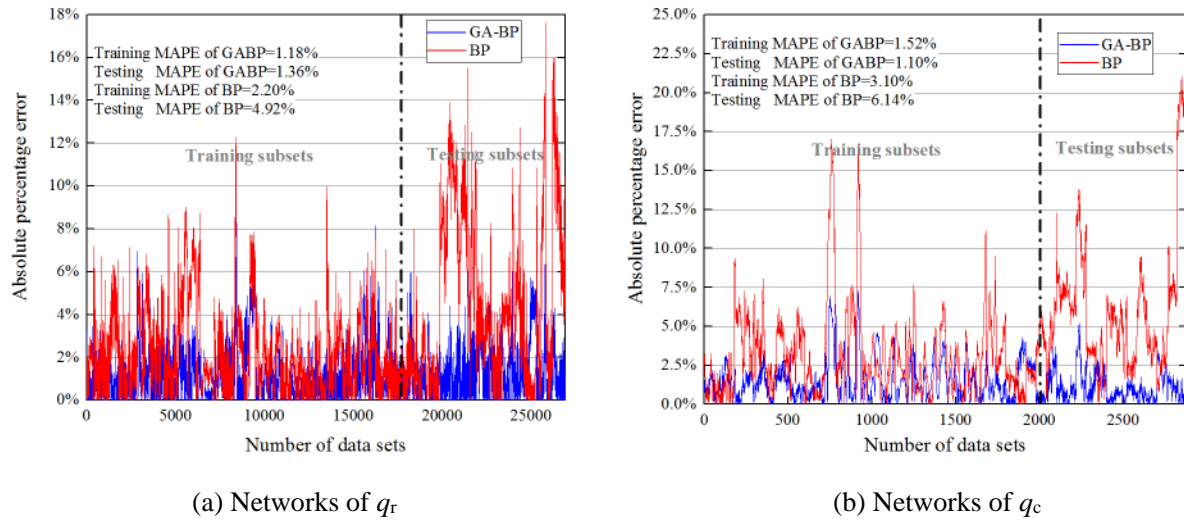 18%
16%
14%
12%
10%
8%
6%
4%
2%
0%
Absolute percentage error
GA-BP
BP
Training MAPE of GABP=1.18%
Testing MAPE of GABP=1.36%
Training MAPE of BP=2.20%
Testing MAPE of BP=4.92%
Training subsets
Testing subsets
0 5000 10000 15000 20000 25000
Number of data sets
(a) Networks of qr
25.0%
22.5%
20.0%
17.5%
15.0%
12.5%
10.0%
7.5%
5.0%
2.5%
0.0%
Absolute percentage error
GA-BP
BP
Training MAPE of GABP=1.52%
Testing MAPE of GABP=1.10%
Training MAPE of BP=3.10%
Testing MAPE of BP=6.14%
Training subsets
Testing subsets
0 500 1000 1500 2000 2500
Number of data sets
(b) Networks of qc